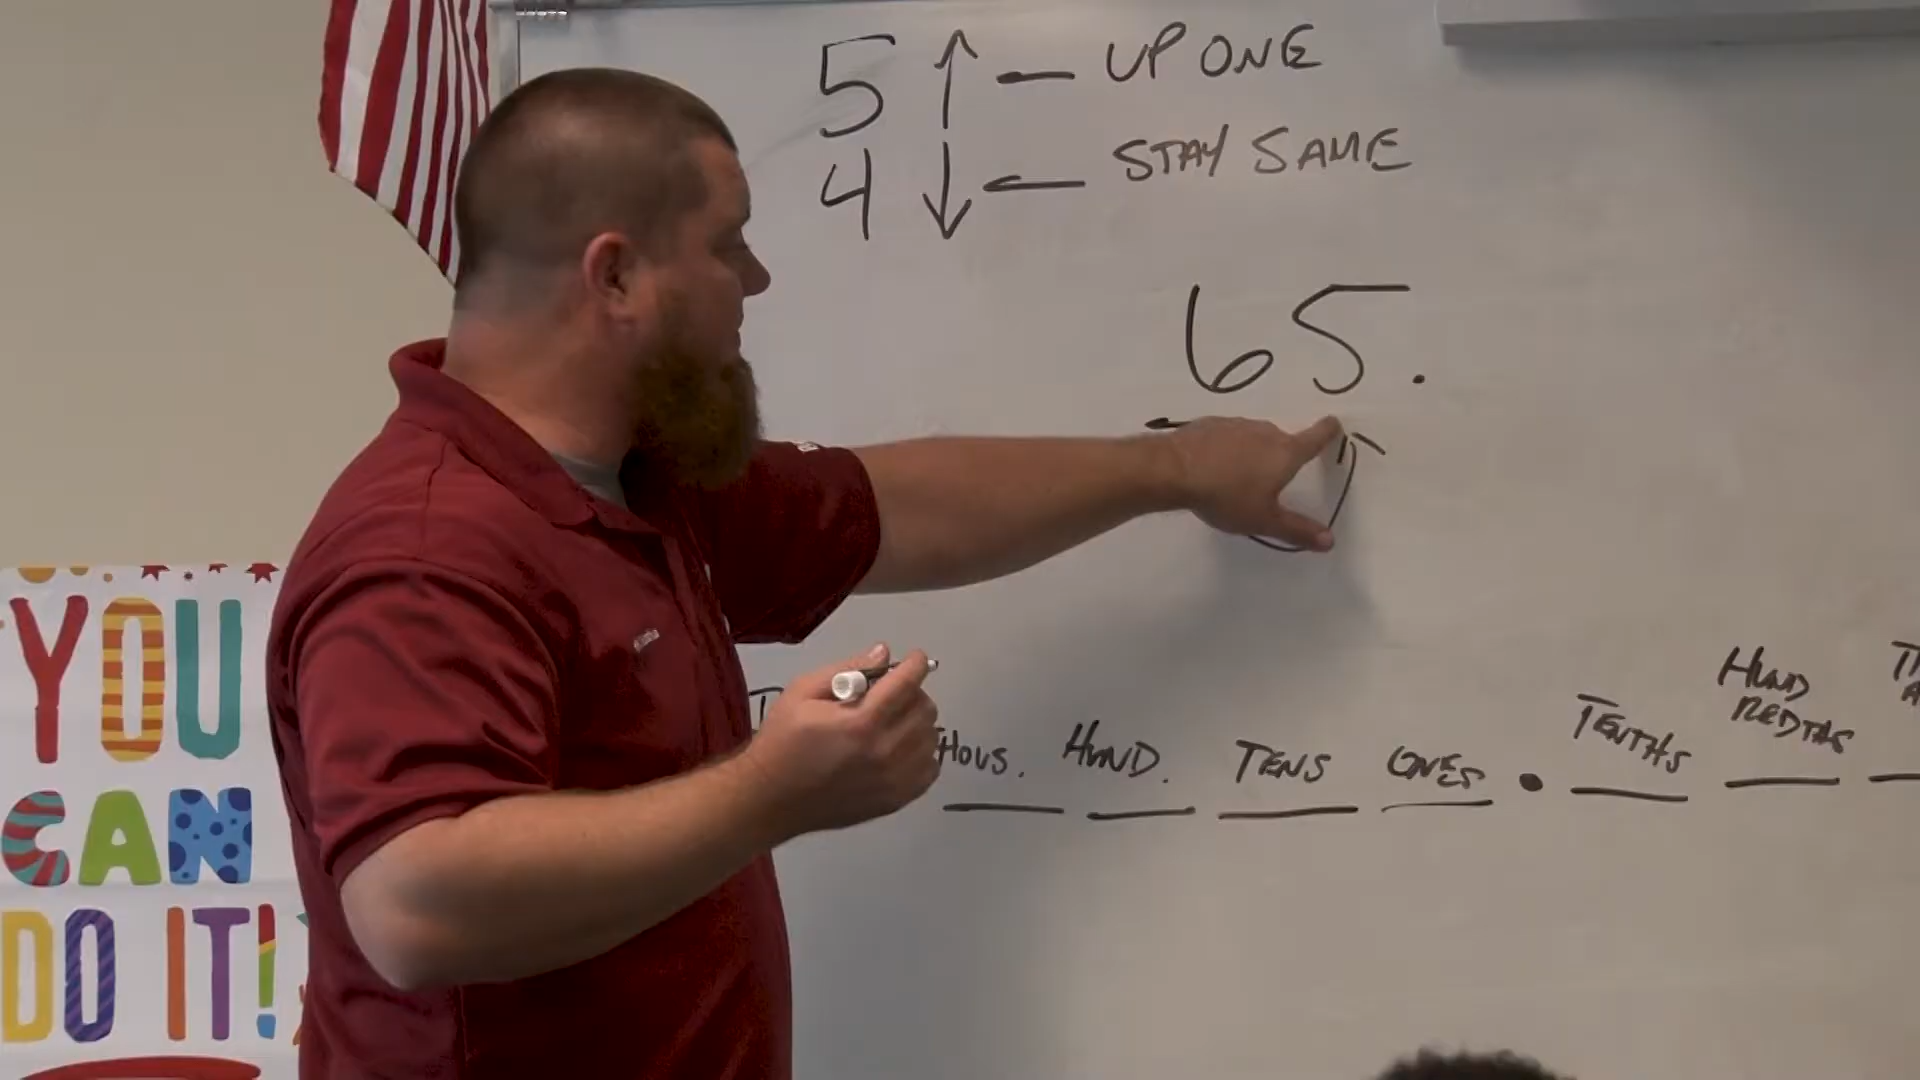 5 ↑ — UP ONE
4 ↓ ← STAY SAME
65.
HUND REDTHS
TENTHS
HOUS. HUND. TENS ONES .
YOU
CAN
DO IT!